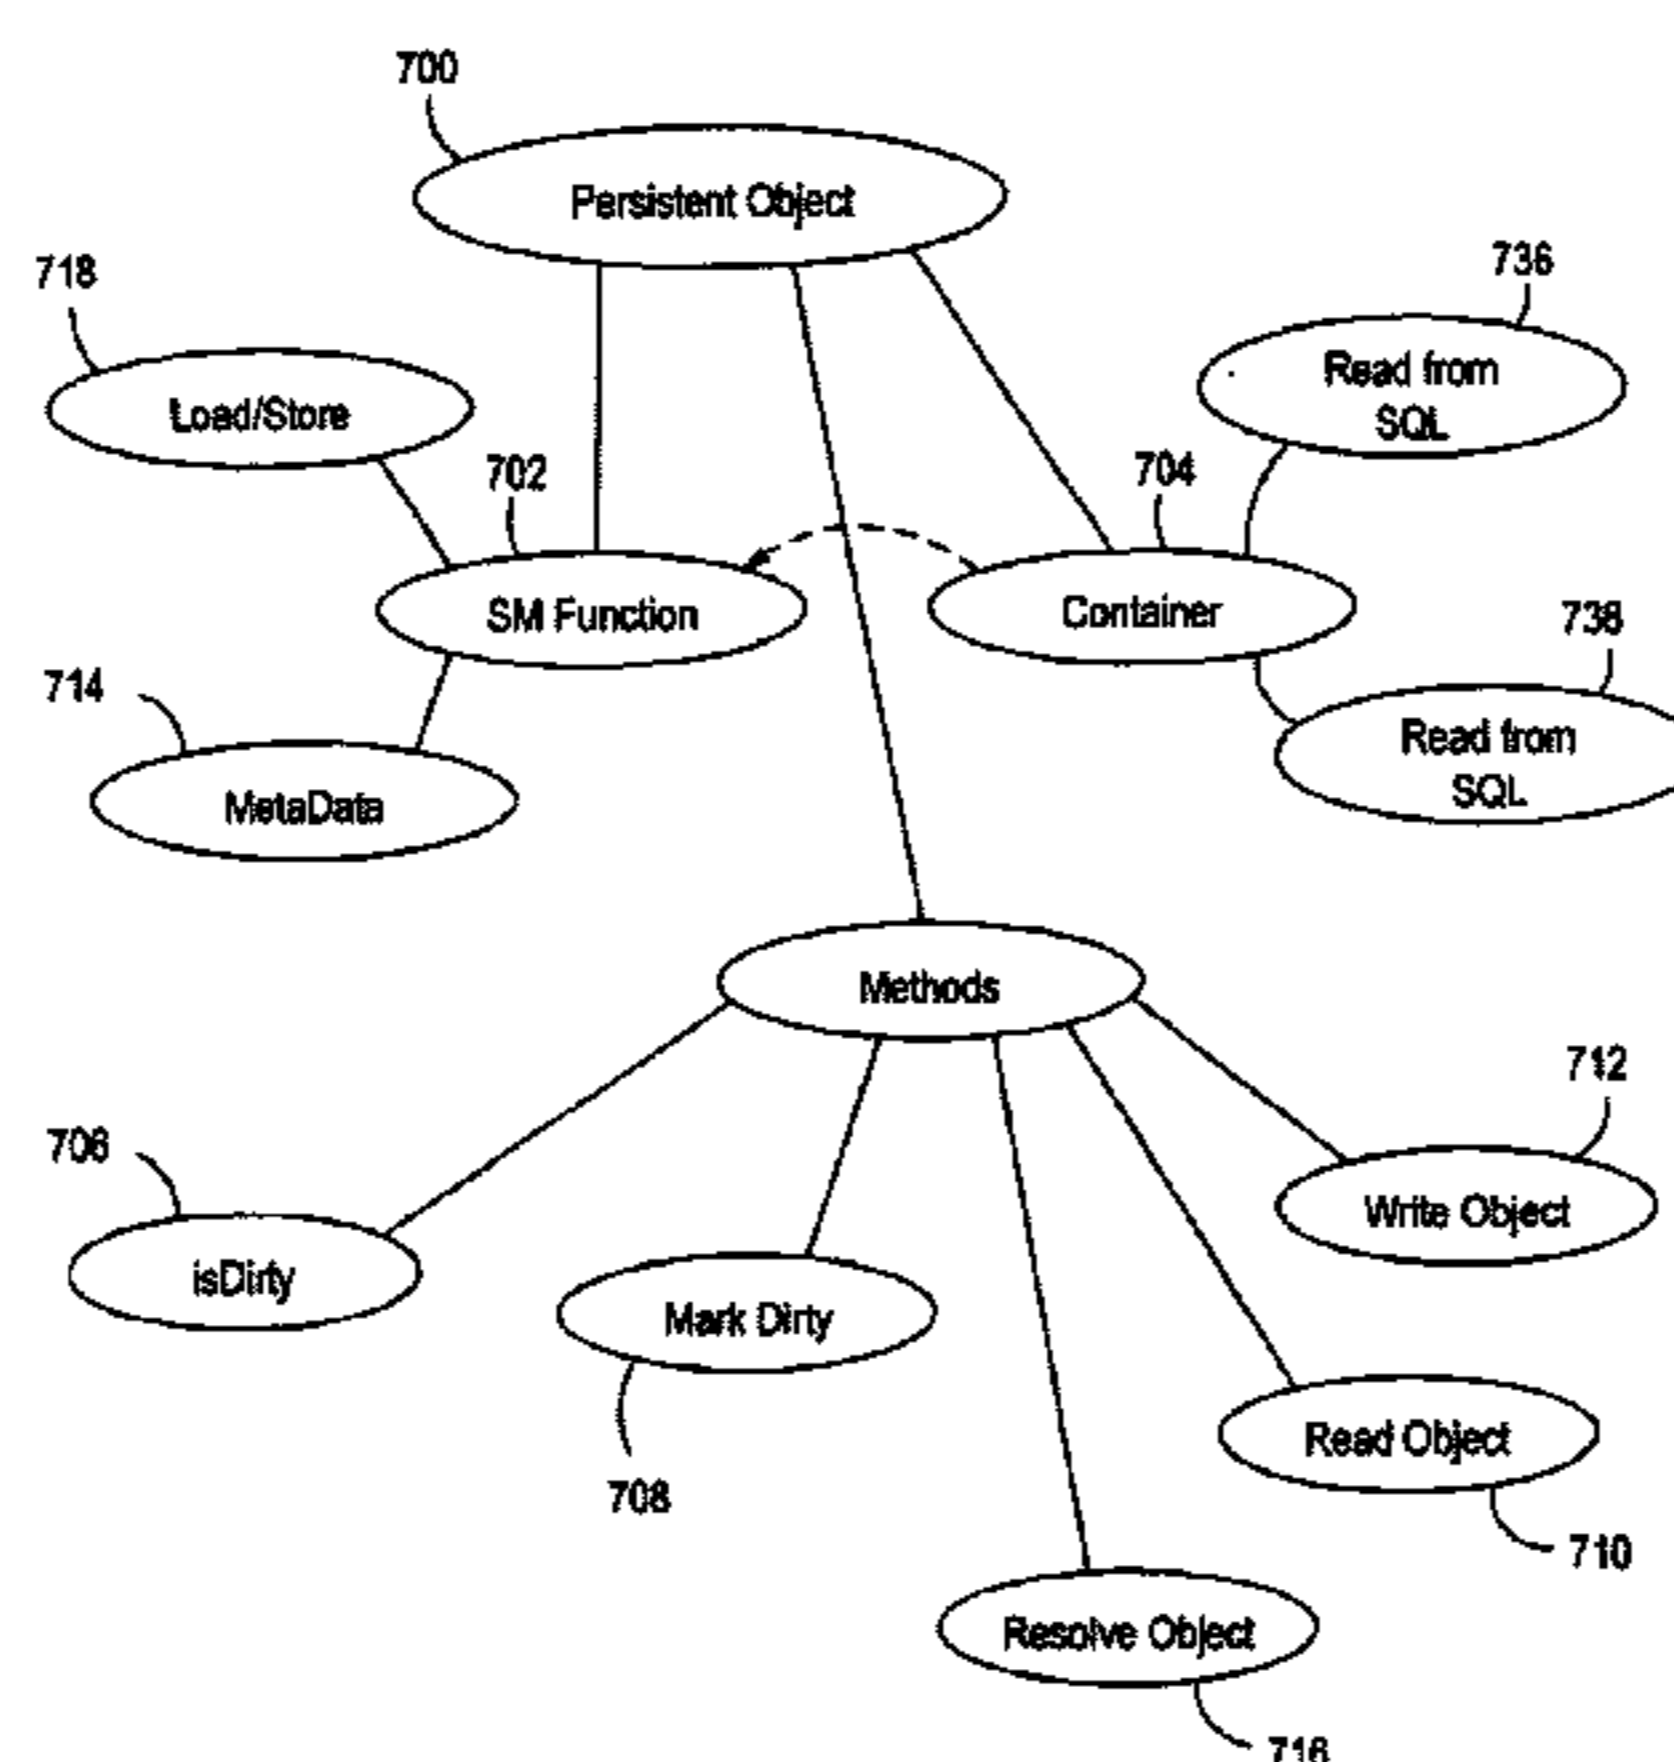 700
Persistent Object
718
736
Load/Store
Read from
SQL
702
704
SM Function
Container
738
714
Read from
SQL
MetaData
Methods
712
706
Write Object
isDirty
Mark Dirty
Read Object
708
710
Resolve Object
716